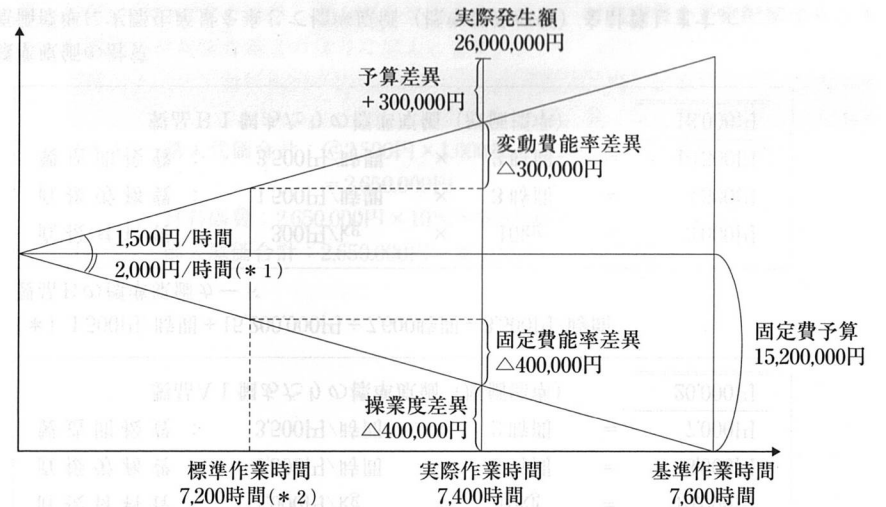 実際発生額
26,000,000円
予算差異
+300,000円
変動費能率差異
△300,000円
1,500円/時間
2,000円/時間(*1)
固定費能率差異
△400,000円
固定費予算
15,200,000円
操業度差異
△400,000円
標準作業時間
7,200時間(*2)
実際作業時間
7,400時間
基準作業時間
7,600時間